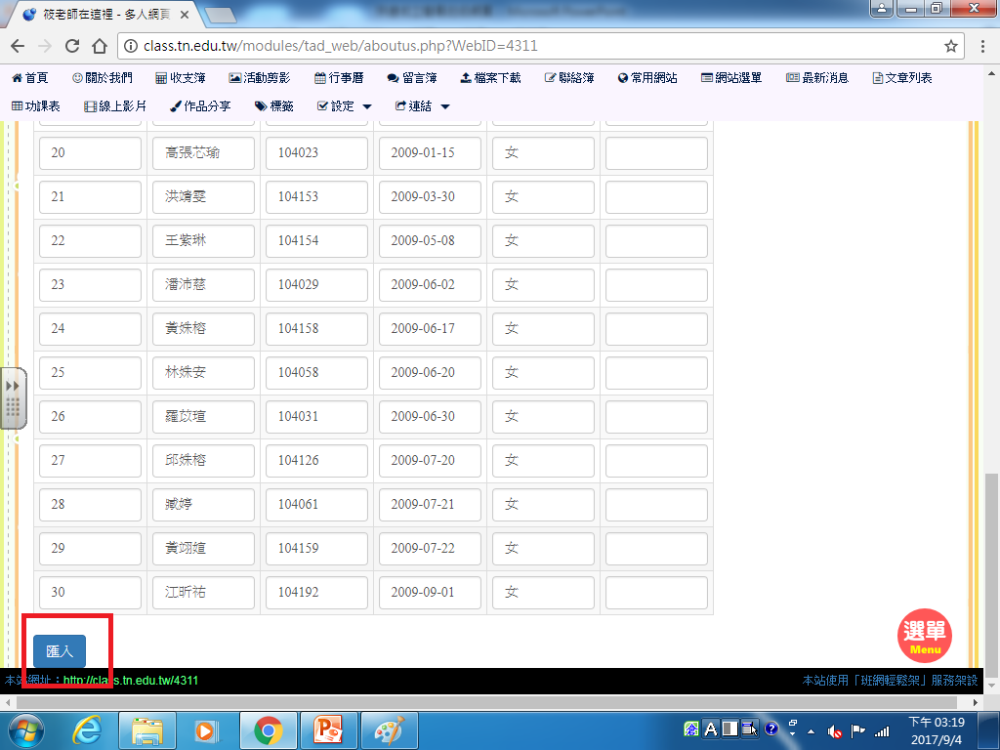 筱老師在這裡 - 多人網頁
class.tn.edu.tw/modules/tad_web/aboutus.php?WebID=4311
首頁 關於我們 收支簿 活動剪影 行事曆 留言簿 檔案下載 聯絡簿 常用網站 網站選單 最新消息 文章列表
功課表 線上影片 作品分享 標籤 設定 連結
20 高張芯瑜 104023 2009-01-15 女
21 洪靖雯 104153 2009-03-30 女
22 王紫琳 104154 2009-05-08 女
23 潘沛慈 104029 2009-06-02 女
24 黃姝榕 104158 2009-06-17 女
25 林姝安 104058 2009-06-20 女
26 羅苡瑄 104031 2009-06-30 女
27 邱姝榕 104126 2009-07-20 女
28 臧婷 104061 2009-07-21 女
29 黃翊媗 104159 2009-07-22 女
30 江昕祐 104192 2009-09-01 女
選單
Menu
匯入
本站網址：http://class.tn.edu.tw/4311 本站使用「班網輕鬆架」服務架設
下午 03:19
2017/9/4